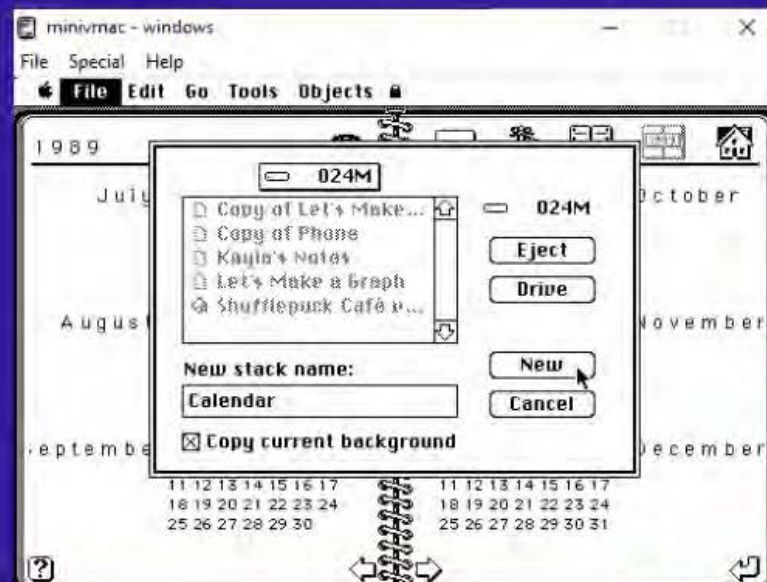 minivmac - windows
File Special Help
File Edit Go Tools Objects
1989
024M
July
October
Copy of Let's Make...
024M
Copy of Phone
Kayla's Notes
Eject
Let's Make a Graph
Drive
Shufflepuck Café v...
Augus
November
New stack name:
New
Calendar
Cancel
Copy current background
eptembe
December
11 12 13 14 15 16 17
11 12 13 14 15 16 17
18 19 20 21 22 23 24
18 19 20 21 22 23 24
25 26 27 28 29 30
25 26 27 28 29 30 31
?